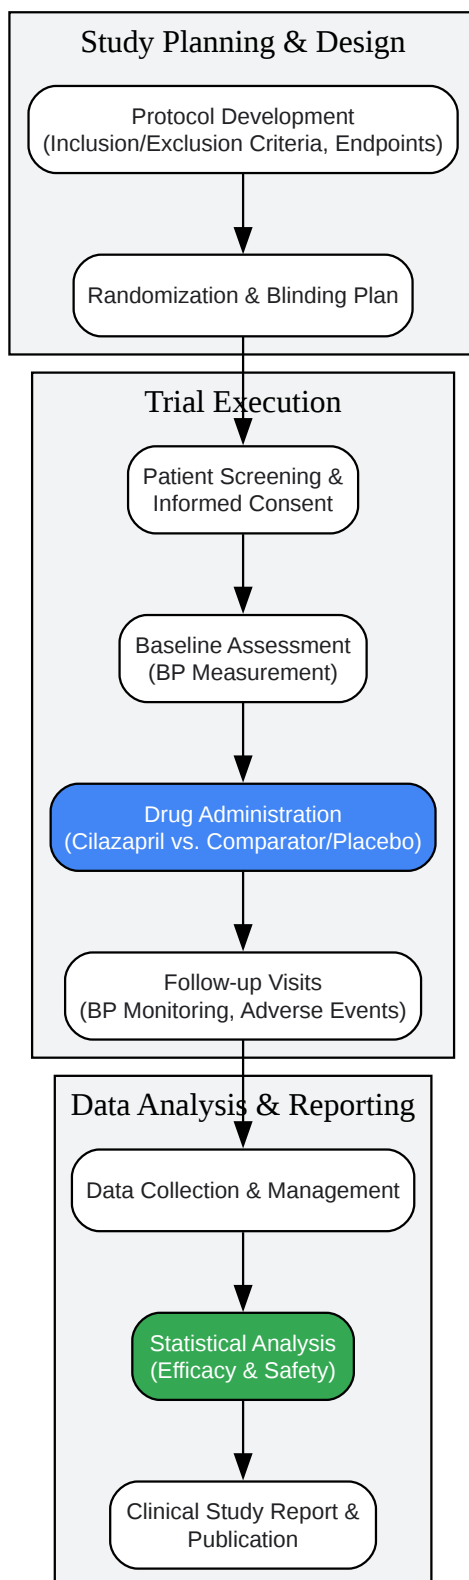 Study Planning & Design
Protocol Development
(Inclusion/Exclusion Criteria, Endpoints)
Randomization & Blinding Plan
Trial Execution
Patient Screening &
Informed Consent
Baseline Assessment
(BP Measurement)
Drug Administration
(Cilazapril vs. Comparator/Placebo)
Follow-up Visits
(BP Monitoring, Adverse Events)
Data Analysis & Reporting
Data Collection & Management
Statistical Analysis
(Efficacy & Safety)
Clinical Study Report &
Publication